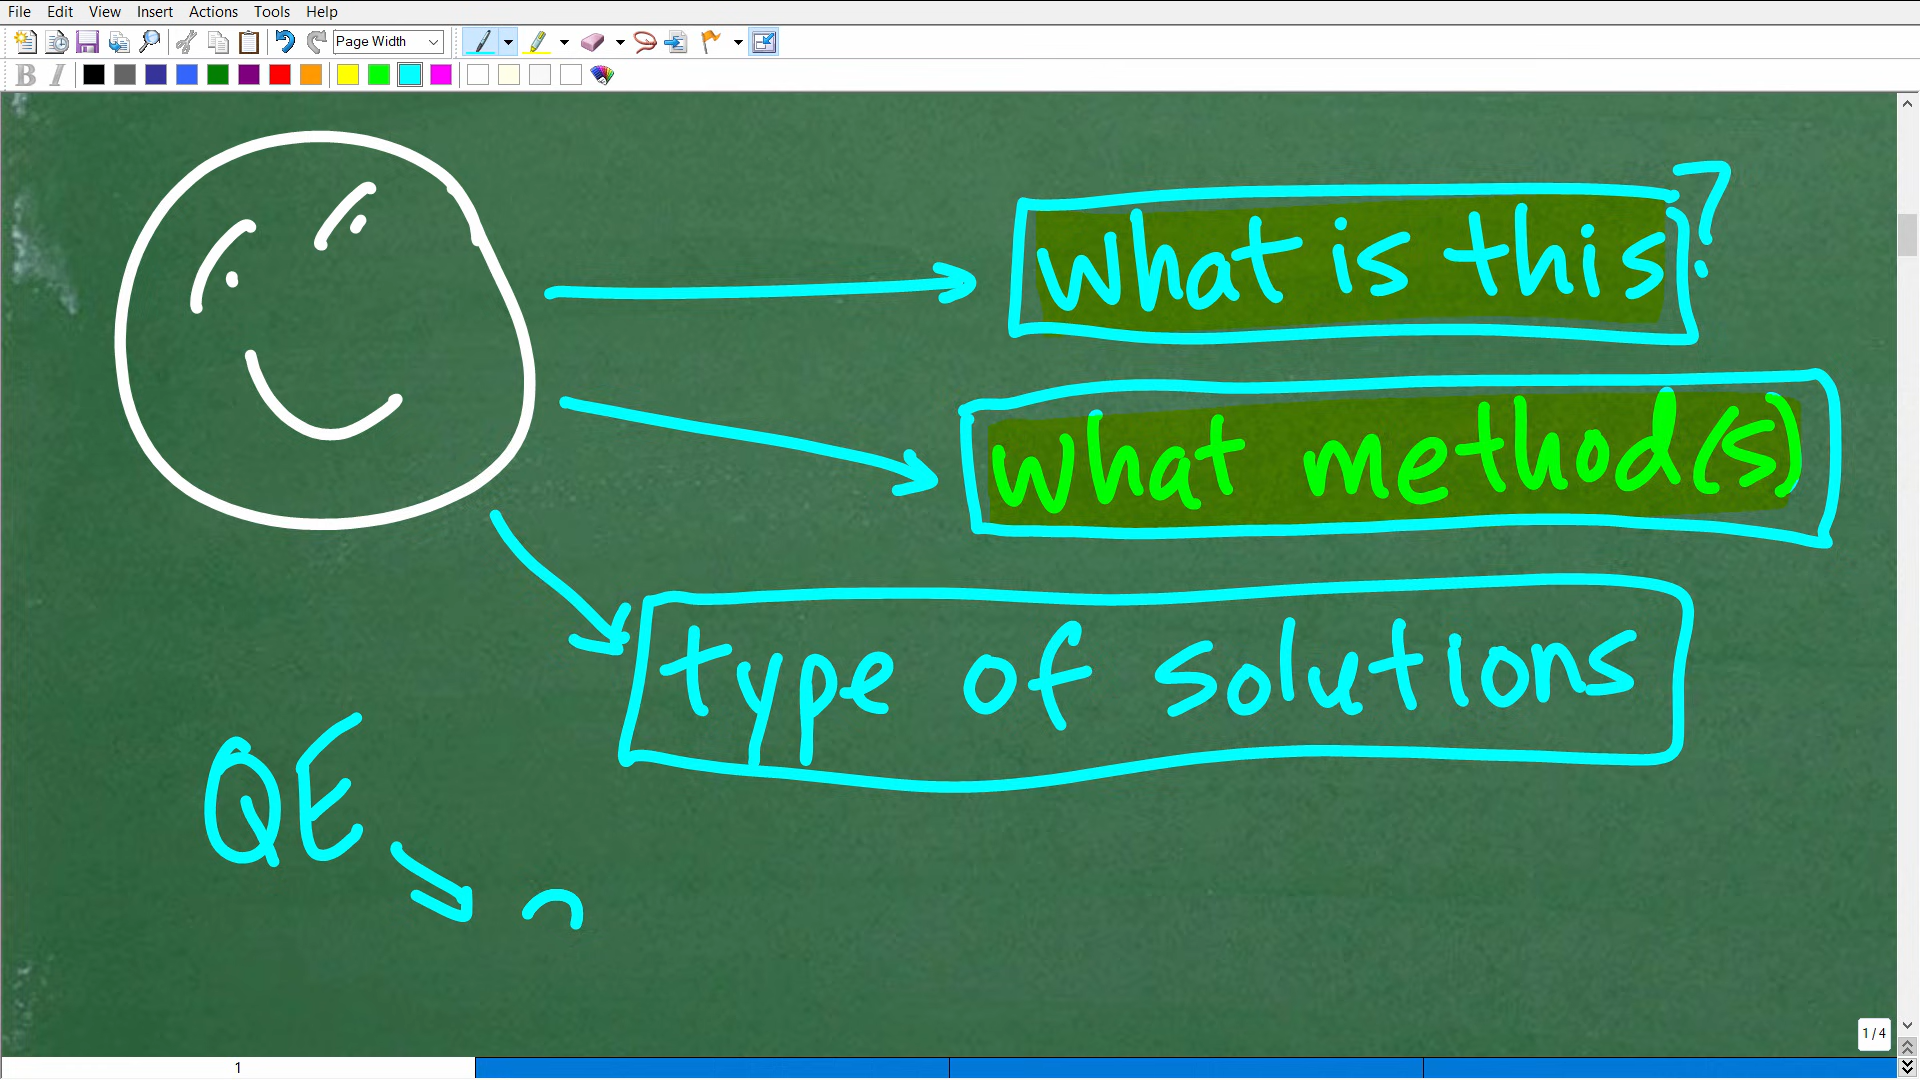 File Edit View Insert Actions Tools Help
Page Width
B I
What is this?
What method(s)
type of solutions
QE
1/4
1